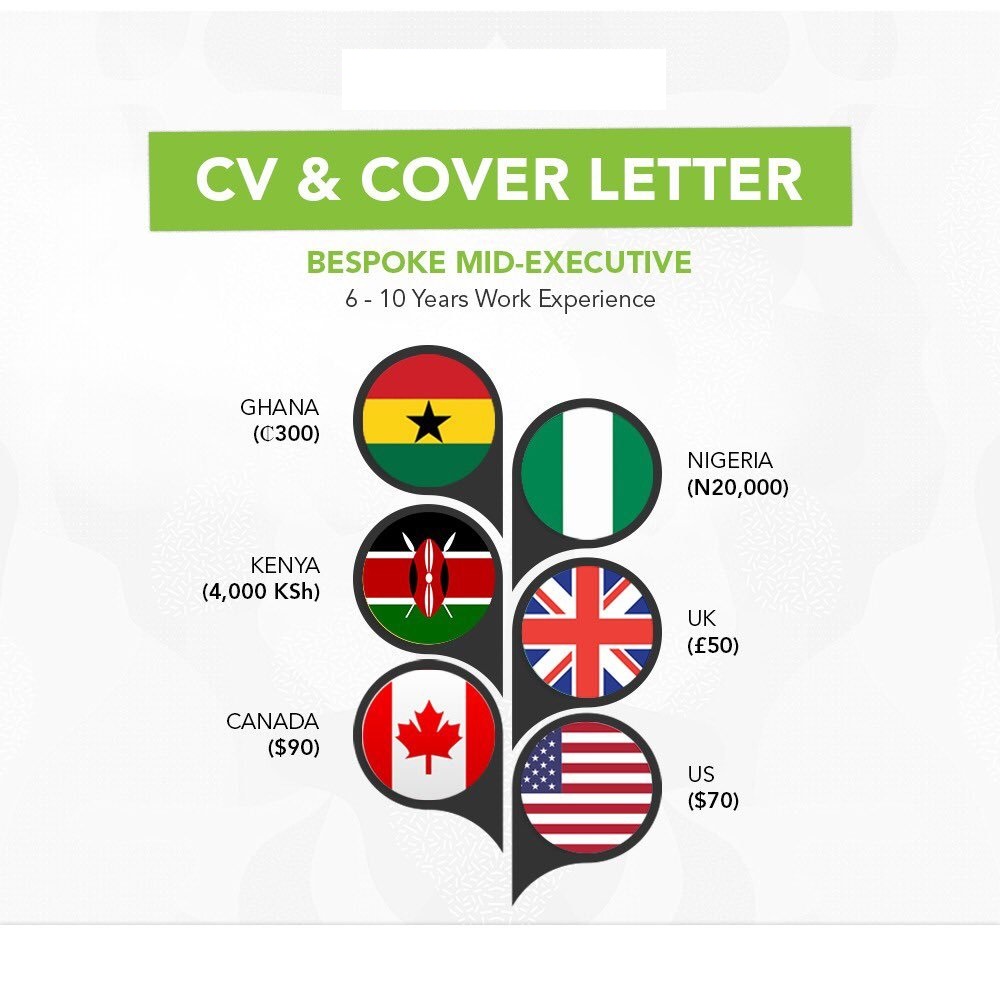 CV & COVER LETTER
BESPOKE MID-EXECUTIVE
6 - 10 Years Work Experience
GHANA
(₵300)
NIGERIA
(N20,000)
KENYA
(4,000 KSh)
UK
(£50)
CANADA
($90)
US
($70)